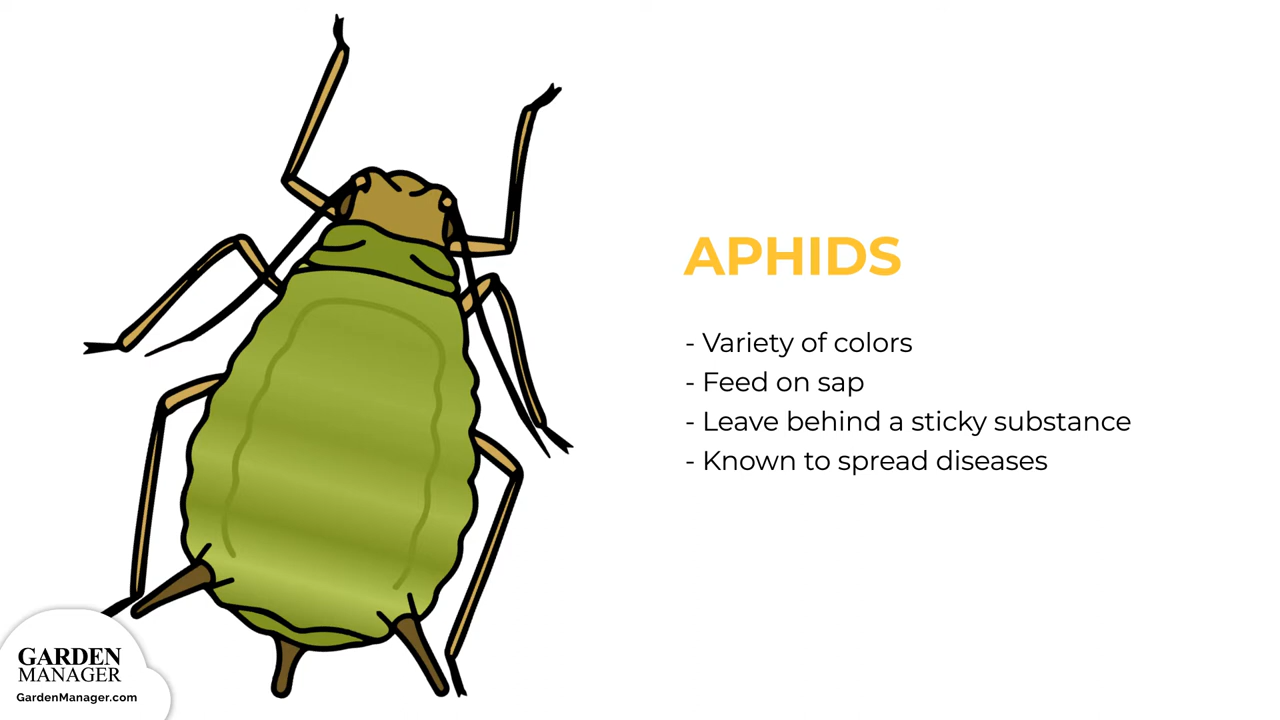 APHIDS
- Variety of colors
- Feed on sap
- Leave behind a sticky substance
- Known to spread diseases
GARDEN
MANAGER
GardenManager.com